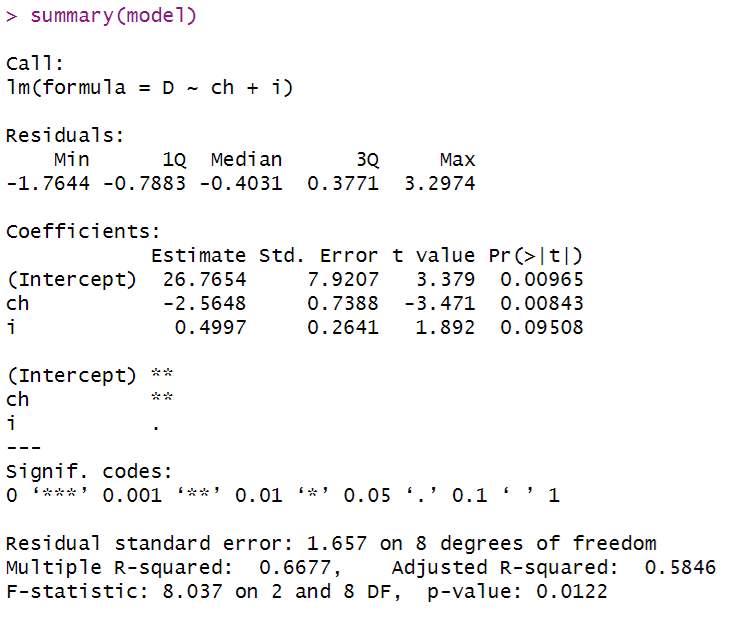 > summary(model)
Call:
lm(formula = D ~ ch + i)
Residuals:
    Min      1Q  Median      3Q     Max
-1.7644 -0.7883 -0.4031  0.3771  3.2974
Coefficients:
            Estimate Std. Error t value Pr(>|t|)
(Intercept)  26.7654     7.9207   3.379  0.00965
ch           -2.5648     0.7388  -3.471  0.00843
i             0.4997     0.2641   1.892  0.09508
(Intercept) **
ch          **
i           .
---
Signif. codes:
0 ‘***’ 0.001 ‘**’ 0.01 ‘*’ 0.05 ‘.’ 0.1 ‘ ’ 1
Residual standard error: 1.657 on 8 degrees of freedom
Multiple R-squared:  0.6677,    Adjusted R-squared:  0.5846
F-statistic: 8.037 on 2 and 8 DF,  p-value: 0.0122